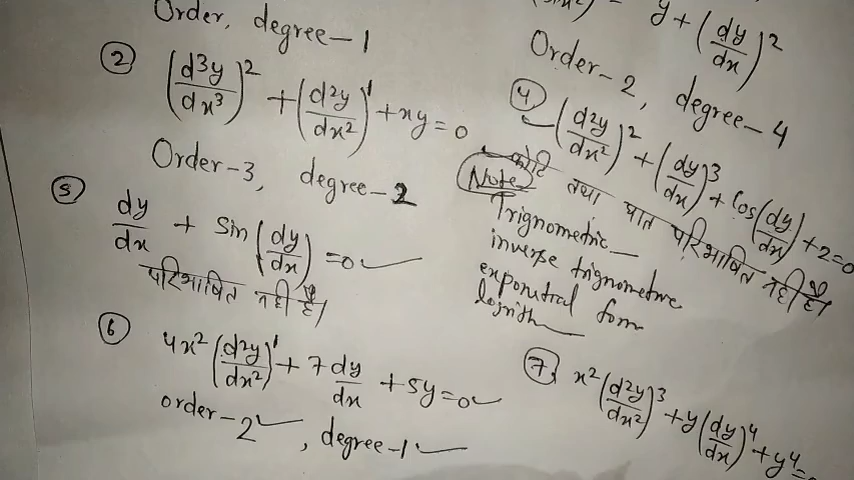 Order, degree-1
② (d³y/dx³)² + (d²y/dx²)¹ + xy = 0
Order-3, degree-2
5 dy/dx + Sin(dy/dx) = 0
परिभाषित नहीं है।
⑥ 4x² (d²y/dx²)¹ + 7 dy/dx + 5y = 0
order-2, degree-1
y + (dy/dx)²
Order-2, degree-4
④ (d²y/dx²)² + (dy/dx)³ + Cos(dy/dx) + 2 = 0
कोटि तथा घात परिभाषित नहीं है।
Note
Trignometric
inverse trignometric
form
⑦ x² (d²y/dx²)³ + y(dy/dx)⁴ + y⁴ =